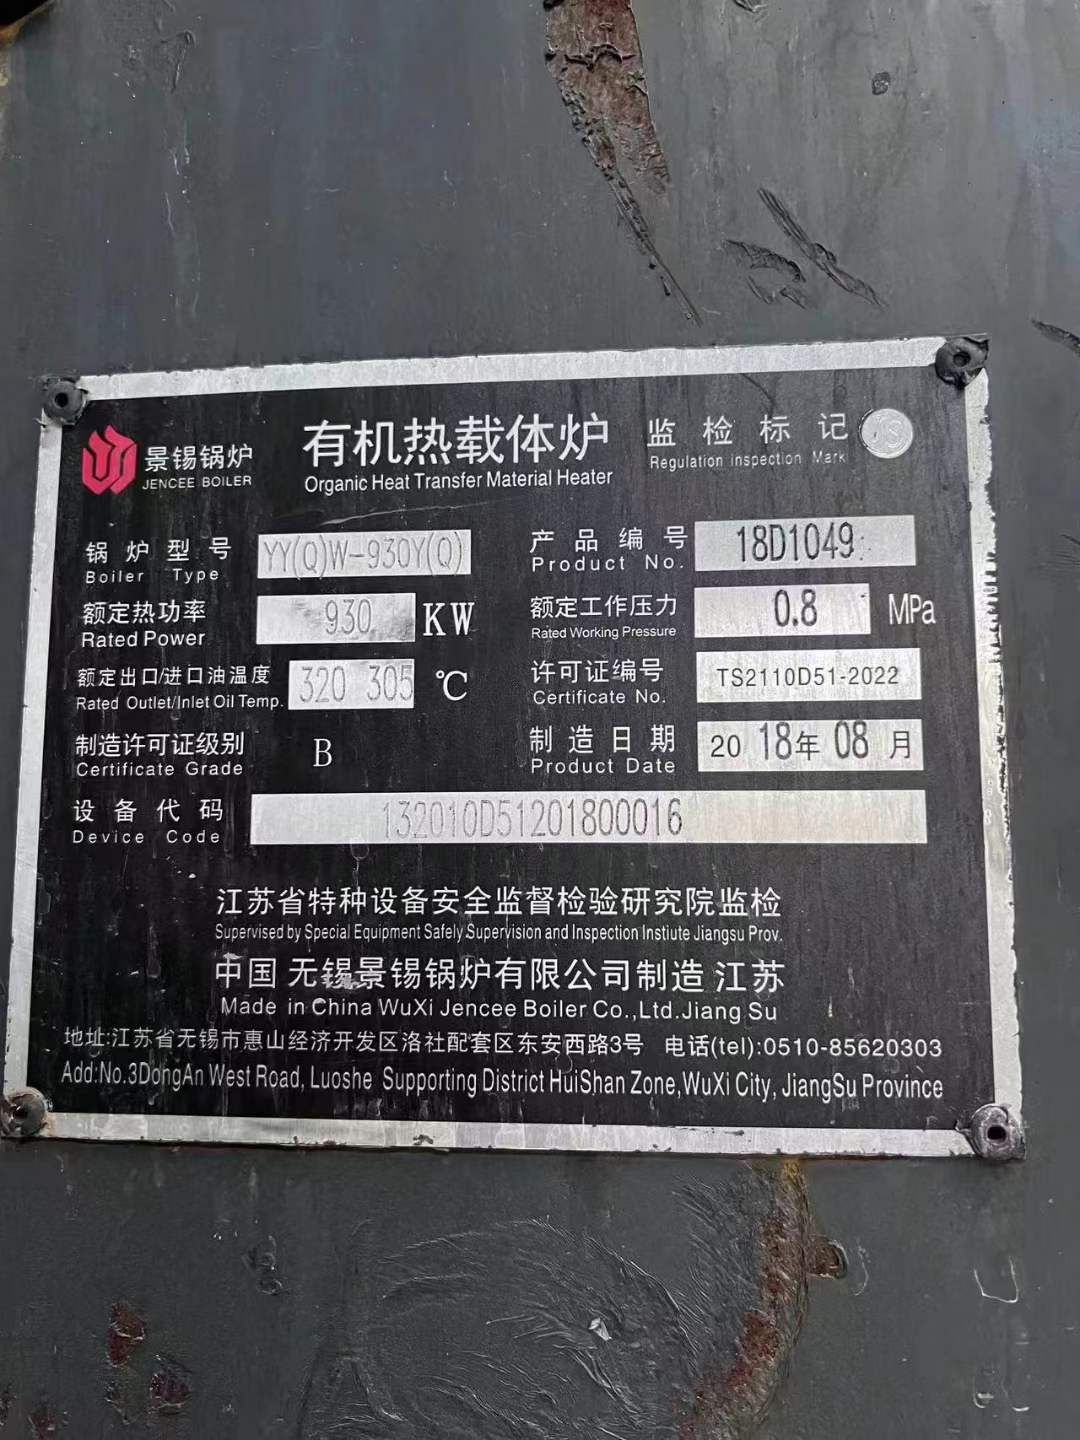 景锡锅炉
JENCEE BOILER
有机热载体炉
Organic Heat Transfer Material Heater
监检标记 TS
Regulation inspection Mark
锅炉型号 YY(Q)W-930Y(Q)
Boiler Type
产品编号 18D1049
Product No.
额定热功率 930 KW
Rated Power
额定工作压力 0.8 MPa
Rated Working Pressure
额定出口/进口油温度 320 305 ℃
Rated Outlet/Inlet Oil Temp.
许可证编号 TS2110D51-2022
Certificate No.
制造许可证级别 B
Certificate Grade
制造日期 2018年08月
Product Date
设备代码 132010D51201800016
Device Code
江苏省特种设备安全监督检验研究院监检
Supervised by Special Equipment Safely Supervision and Inspection Instiute Jiangsu Prov.
中国 无锡景锡锅炉有限公司制造 江苏
Made in China WuXi Jencee Boiler Co.,Ltd.Jiang Su
地址:江苏省无锡市惠山经济开发区洛社配套区东安西路3号 电话(tel):0510-85620303
Add:No.3DongAn West Road, Luoshe Supporting District HuiShan Zone,WuXi City, JiangSu Province